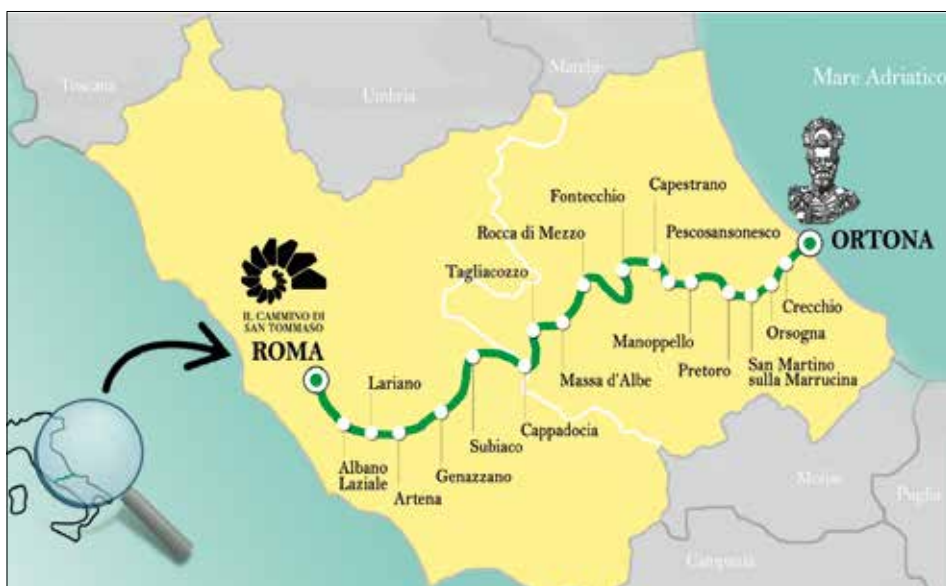 Toscana
Umbria
Marche
Mare Adriatico
Fontecchio
Capestrano
Rocca di Mezzo
Pescosansonesco
ORTONA
Tagliacozzo
IL CAMMINO DI
SAN TOMMASO
ROMA
Crecchio
Orsogna
Manoppello
Lariano
Massa d'Albe
Pretoro
San Martino
sulla Marrucina
Cappadocia
Subiaco
Genazzano
Albano
Laziale
Artena
Molise
Puglia
Campania